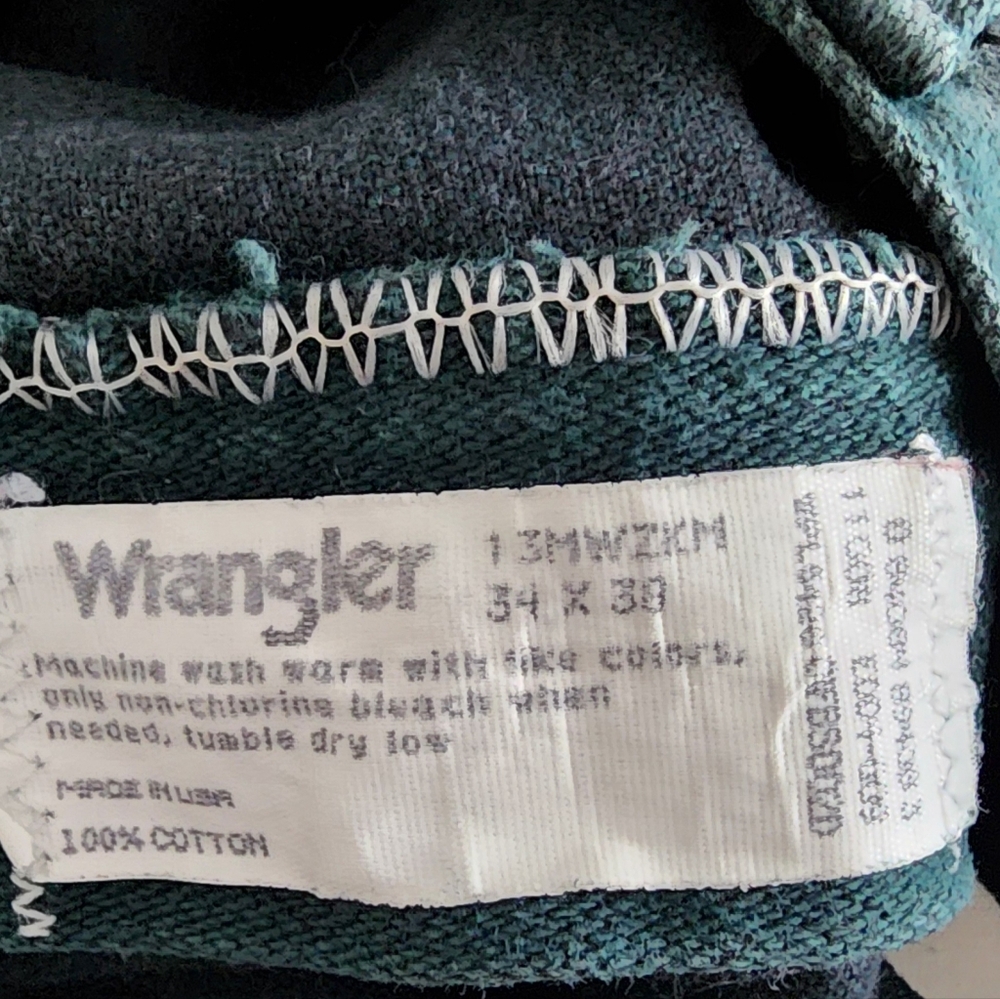 Wrangler
13MWZKM
34 X 38
Machine wash warm with like colors,
only non-chlorine bleach when
needed, tumble dry low
MADE IN USA
100% COTTON